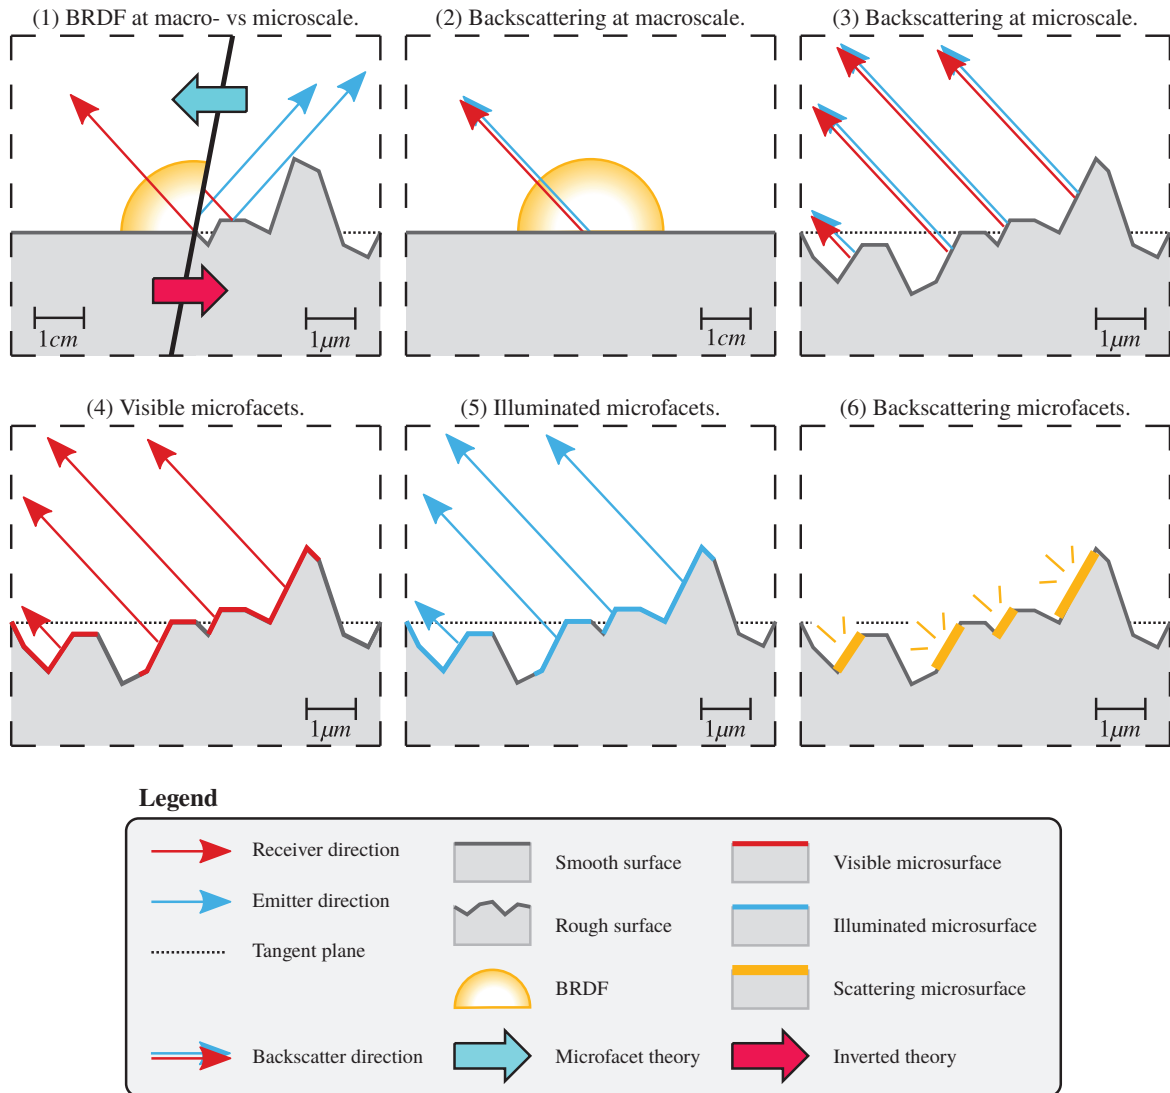 (1) BRDF at macro- vs microscale.
(2) Backscattering at macroscale.
(3) Backscattering at microscale.
1cm
1μm
1cm
1μm
(4) Visible microfacets.
(5) Illuminated microfacets.
(6) Backscattering microfacets.
1μm
1μm
1μm
Legend
Receiver direction
Emitter direction
Tangent plane
Backscatter direction
Smooth surface
Rough surface
BRDF
Microfacet theory
Visible microsurface
Illuminated microsurface
Scattering microsurface
Inverted theory